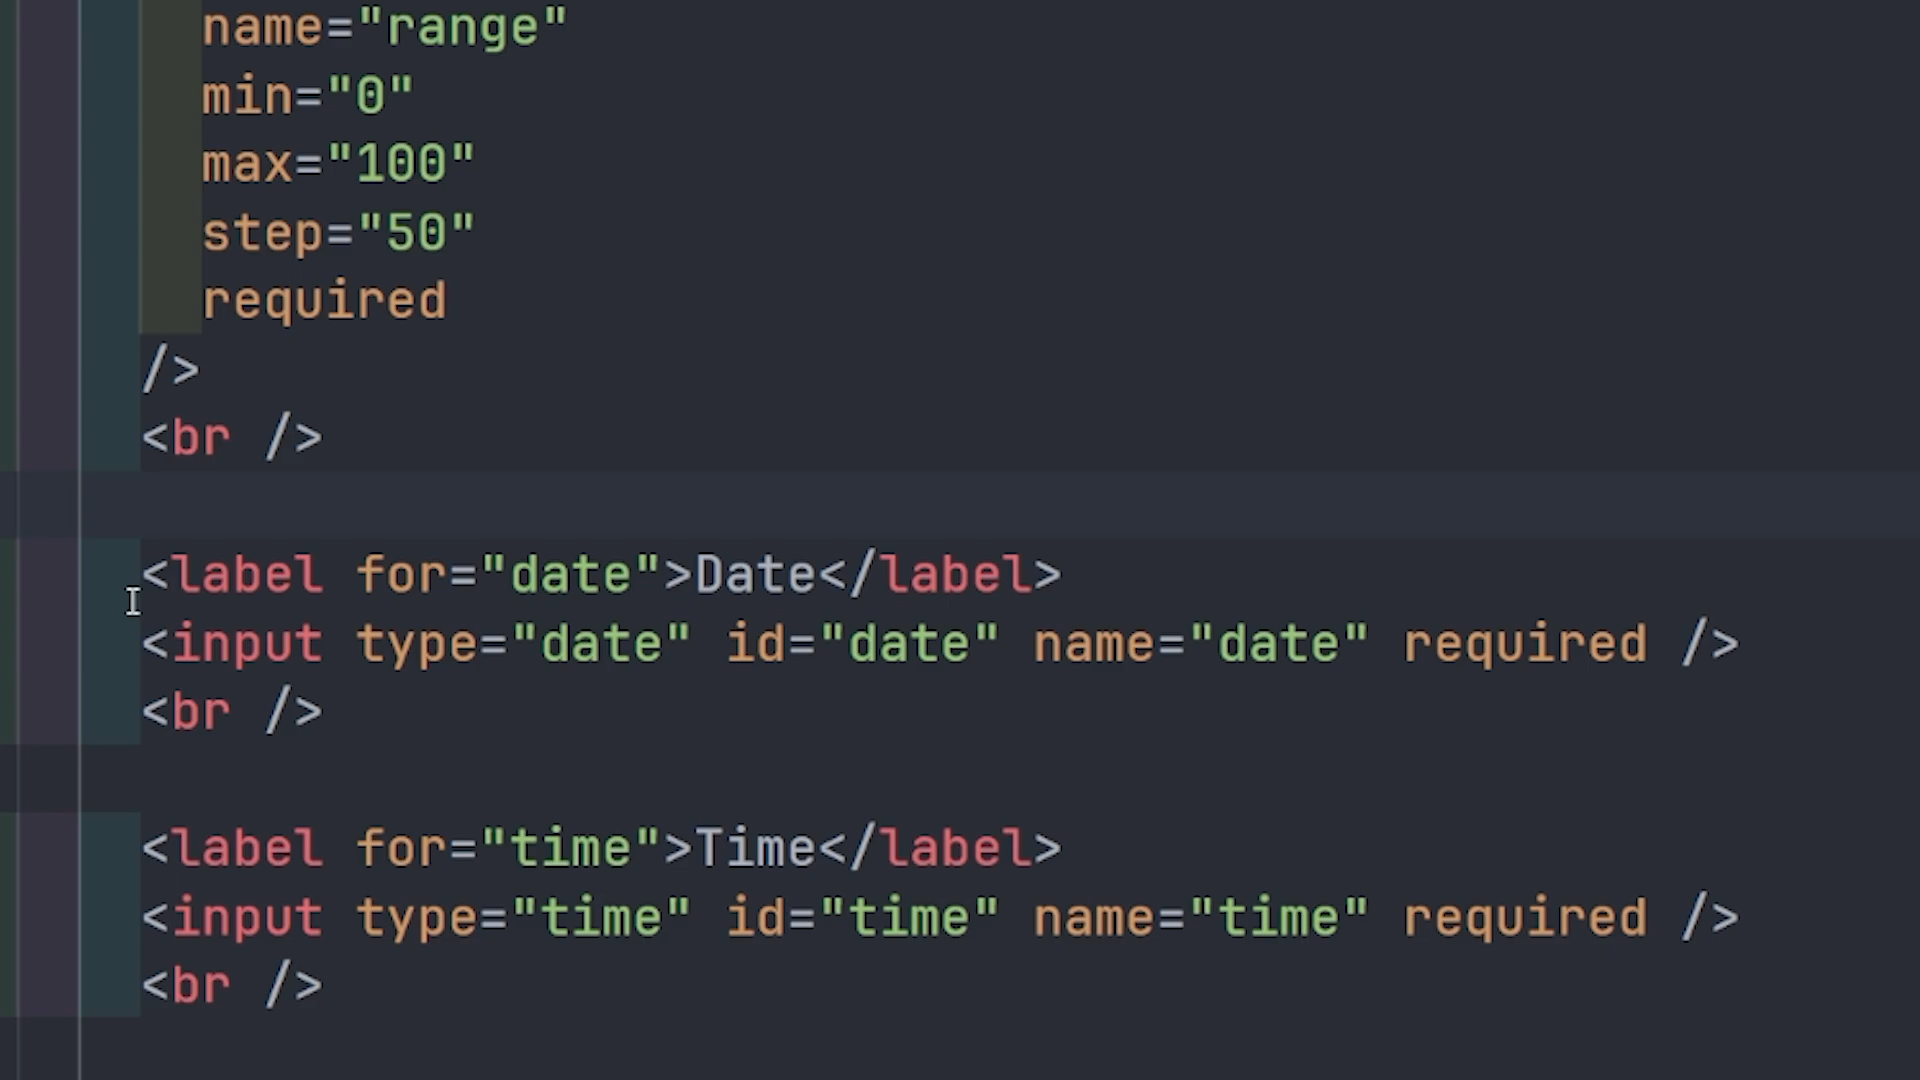 name="range"
min="0"
max="100"
step="50"
required
/>
<br />
<label for="date">Date</label>
<input type="date" id="date" name="date" required />
<br />
<label for="time">Time</label>
<input type="time" id="time" name="time" required />
<br />